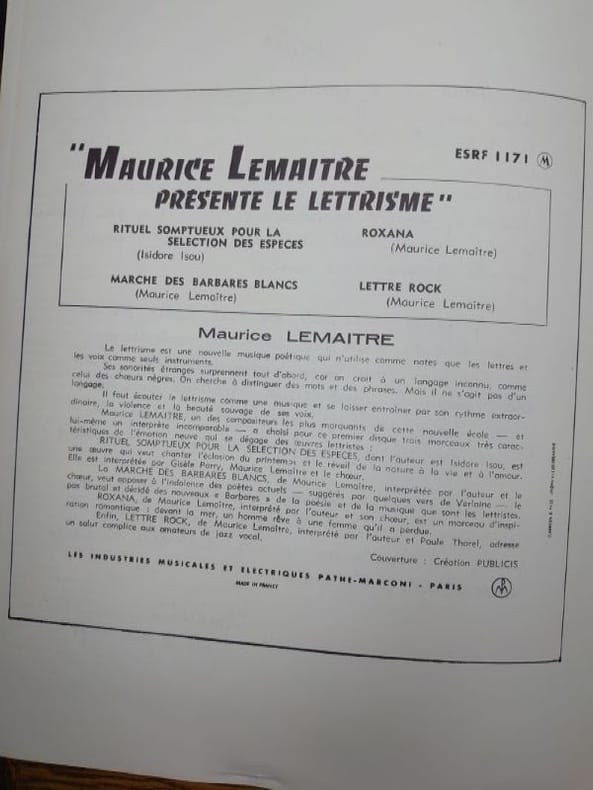 "MAURICE LEMAITRE
PRÉSENTE LE LETTRISME"
ESRF 1171 M
RITUEL SOMPTUEUX POUR LA
SELECTION DES ESPECES
(Isidore Isou)
ROXANA
(Maurice Lemaître)
MARCHE DES BARBARES BLANCS
(Maurice Lemaître)
LETTRE ROCK
(Maurice Lemaître)
Maurice LEMAITRE
Le lettrisme est une nouvelle musique poétique qui n'utilise comme notes que les lettres et
les voix comme seuls instruments.
Ses sonorités étranges surprennent tout d'abord, car on croit à un langage inconnu, comme
celui des chœurs nègres. On cherche à distinguer des mots et des phrases. Mais il ne s'agit pas d'un
langage.
Il faut écouter le lettrisme comme une musique et se laisser entraîner par son rythme extraor-
dinaire, la violence et la beauté sauvage de ses voix.
Maurice LEMAITRE, un des compositeurs les plus marquants de cette nouvelle école — et
lui-même un interprète incomparable — a choisi pour ce premier disque trois morceaux très carac-
téristiques de l'émotion neuve qui se dégage des œuvres lettristes :
RITUEL SOMPTUEUX POUR LA SELECTION DES ESPECES, dont l'auteur est Isidore Isou, est
une œuvre qui veut chanter l'éclosion du printemps et le réveil de la nature à la vie et à l'amour.
Elle est interprétée par Gisèle Parry, Maurice Lemaître et le chœur.
La MARCHE DES BARBARES BLANCS, de Maurice Lemaître, interprétée par l'auteur et le
chœur, veut opposer à l'indolence des poètes actuels — suggérés par quelques vers de Verlaine — le
pas brutal et décidé des nouveaux « Barbares » de la poésie et de la musique que sont les lettristes.
ROXANA, de Maurice Lemaître, interprété par l'auteur et son chœur, est un morceau d'inspi-
ration romantique : devant la mer, un homme rêve à une femme qu'il a perdue.
Enfin, LETTRE ROCK, de Maurice Lemaître, interprété par l'auteur et Paule Thorel, adresse
un salut complice aux amateurs de jazz vocal.
Couverture : Création PUBLICIS
LES INDUSTRIES MUSICALES ET ELECTRIQUES PATHE-MARCONI - PARIS
MADE IN FRANCE